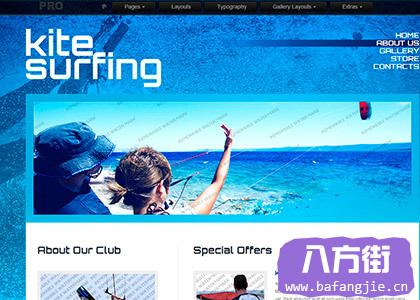 PRO
Pages
Layouts
Typography
Gallery Layouts
Extras
kite
surfing
HOME
ABOUT US
GALLERY
STORE
CONTACTS
About Our Club
Special Offers
八方街
www.bafangjie.cn